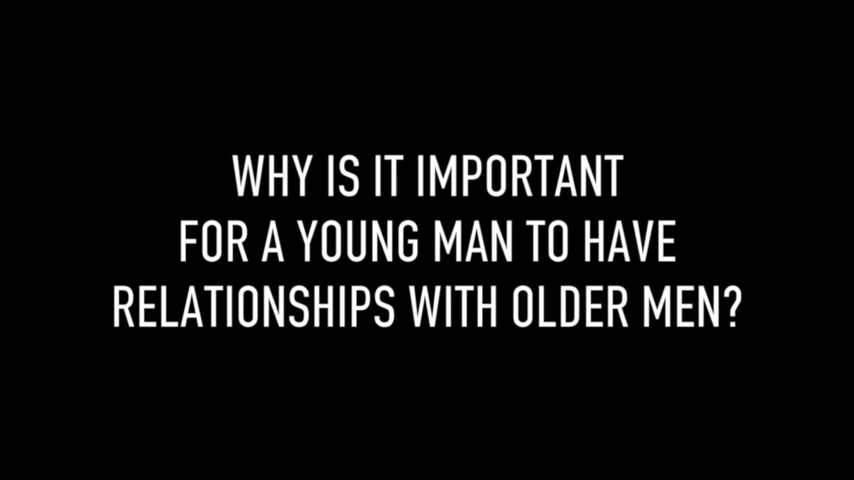 WHY IS IT IMPORTANT
FOR A YOUNG MAN TO HAVE
RELATIONSHIPS WITH OLDER MEN?